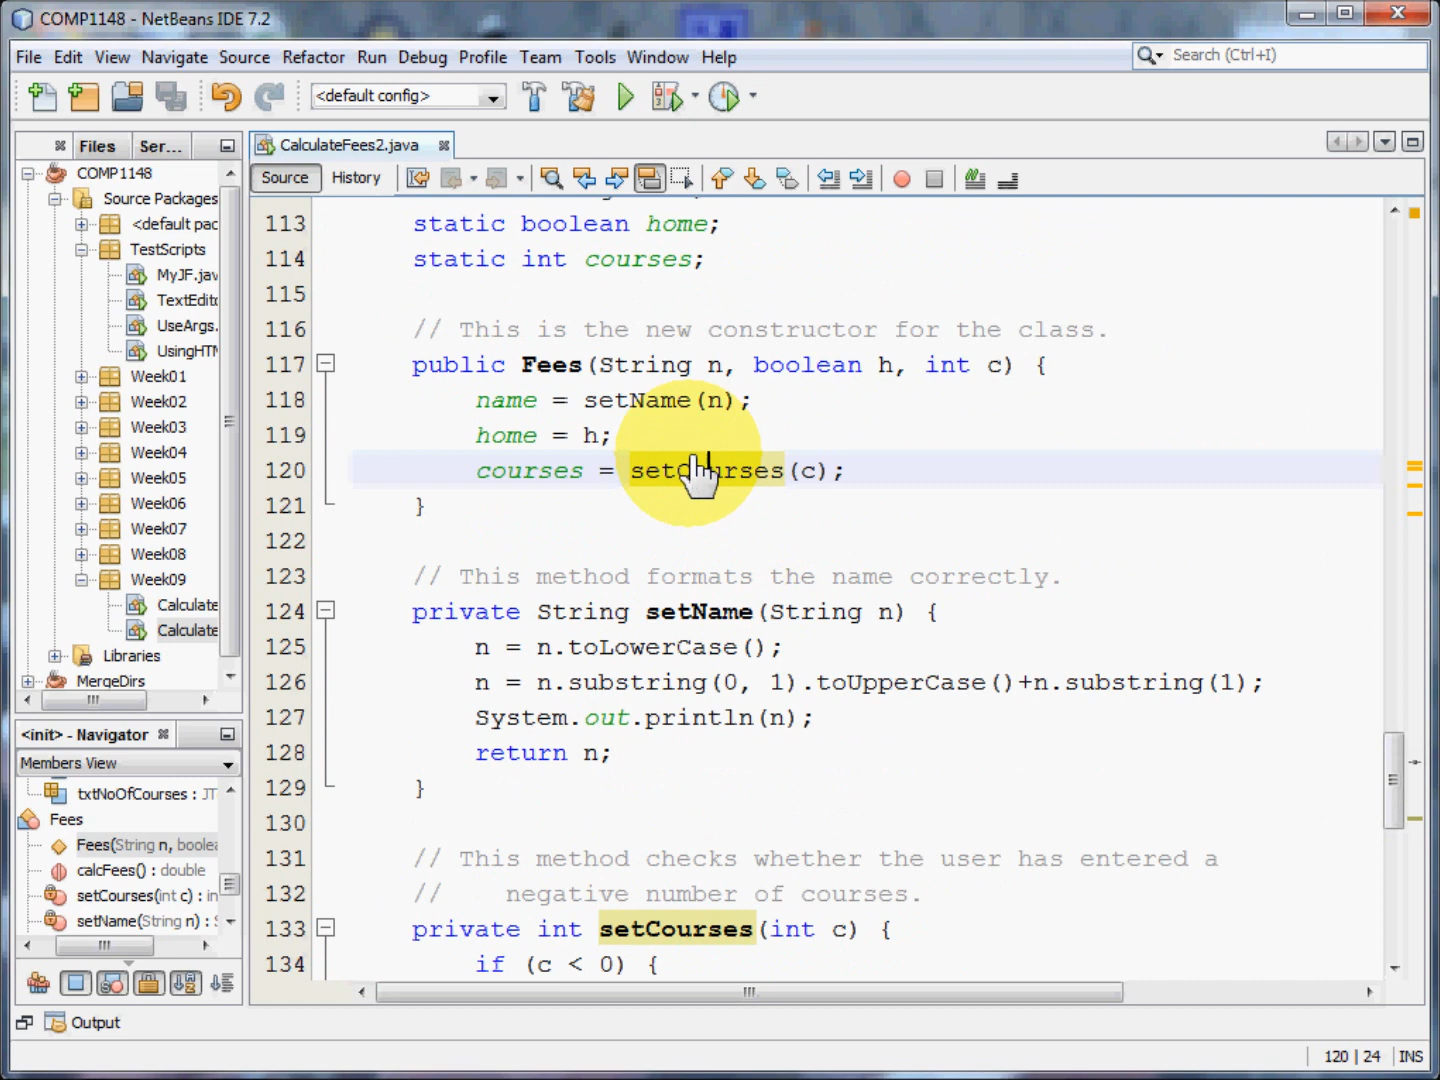 COMP1148 - NetBeans IDE 7.2
File Edit View Navigate Source Refactor Run Debug Profile Team Tools Window Help
Search (Ctrl+I)
<default config>
Files Ser...
CalculateFees2.java
Source History
COMP1148
Source Packages
<default pac
TestScripts
MyJF.jav
TextEdit
UseArgs.
UsingHT
Week01
Week02
Week03
Week04
Week05
Week06
Week07
Week08
Week09
Calculate
Calculate
Libraries
MergeDirs
<init> - Navigator
Members View
txtNoOfCourses : JT
Fees
Fees(String n, boolea
calcFees() : double
setCourses(int c) : in
setName(String n) : S
113 static boolean home;
114 static int courses;
115
116 // This is the new constructor for the class.
117 public Fees(String n, boolean h, int c) {
118 name = setName(n);
119 home = h;
120 courses = setCourses(c);
121 }
122
123 // This method formats the name correctly.
124 private String setName(String n) {
125 n = n.toLowerCase();
126 n = n.substring(0, 1).toUpperCase()+n.substring(1);
127 System.out.println(n);
128 return n;
129 }
130
131 // This method checks whether the user has entered a
132 // negative number of courses.
133 private int setCourses(int c) {
134 if (c < 0) {
Output
120 | 24 INS